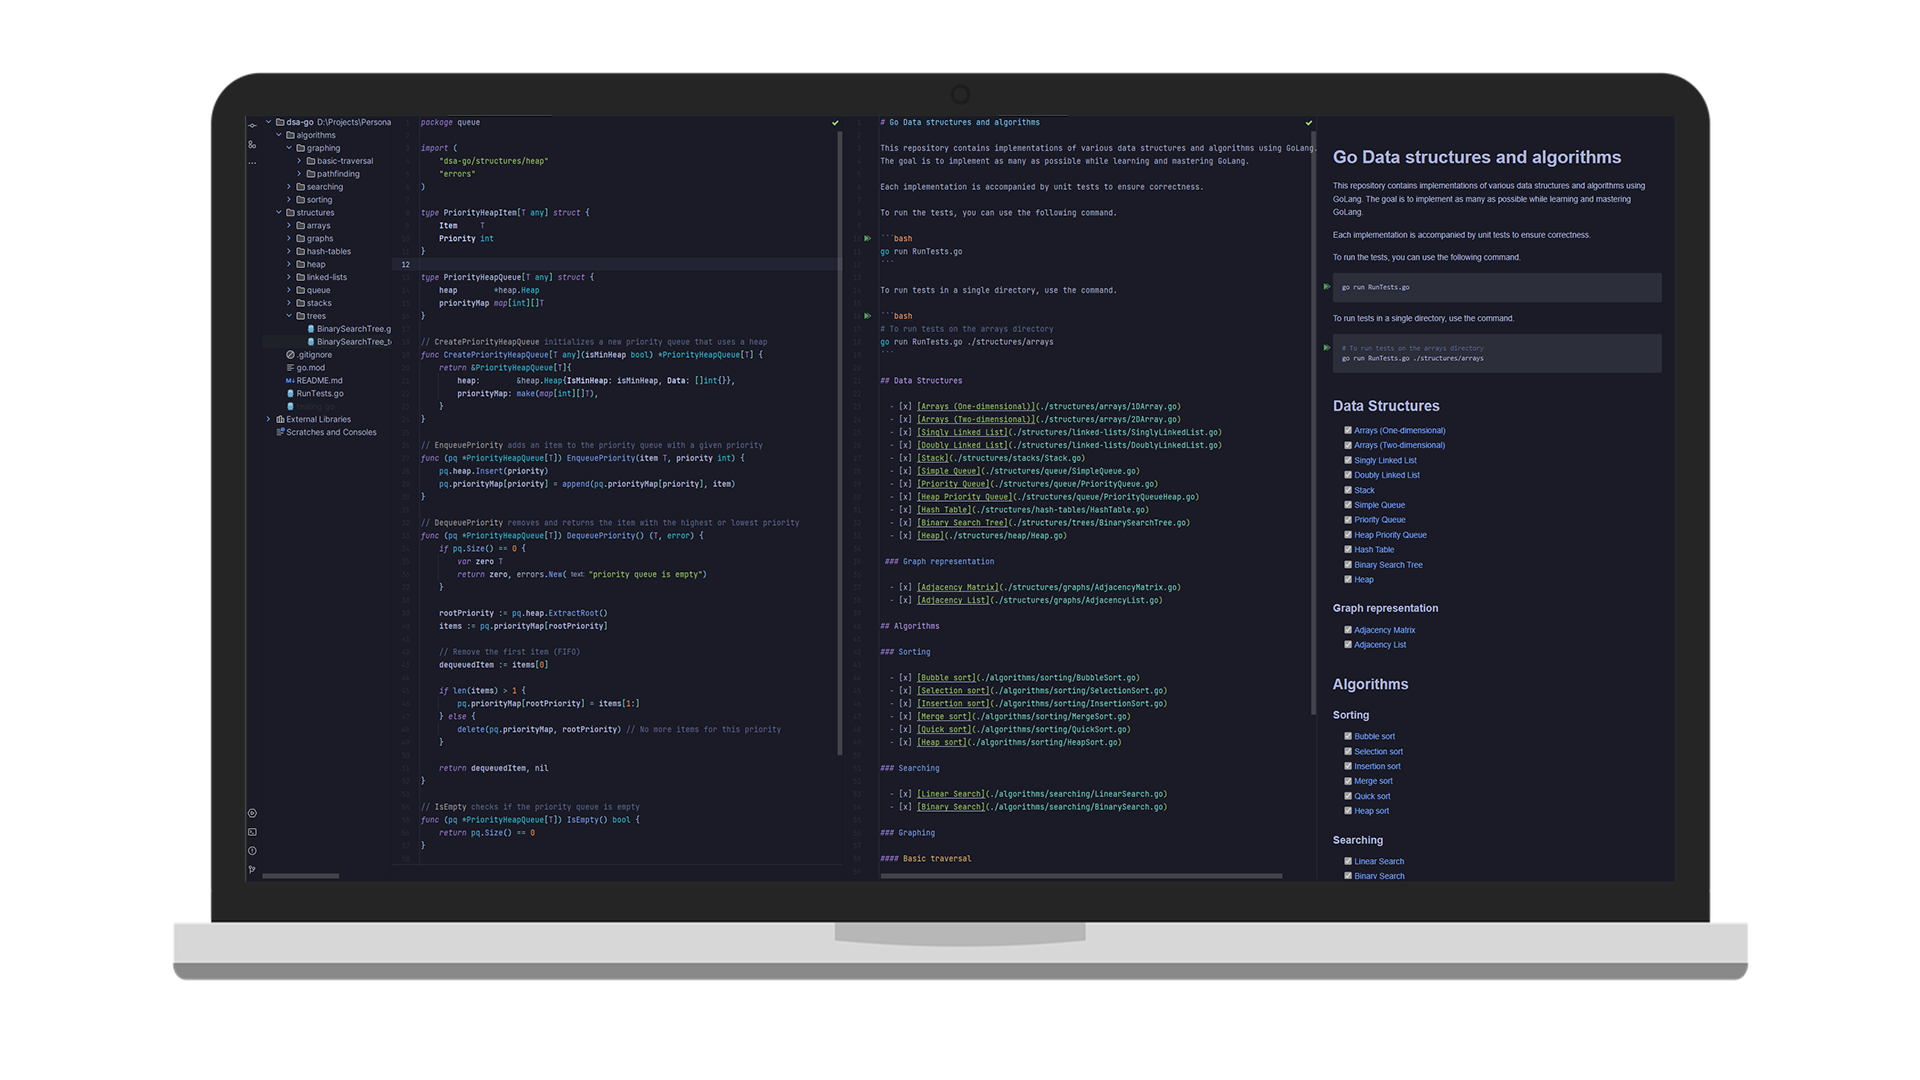 dsa-go D:\Projects\Persona
algorithms
graphing
basic-traversal
pathfinding
searching
sorting
structures
arrays
graphs
hash-tables
heap
linked-lists
queue
stacks
trees
BinarySearchTree.g
BinarySearchTree_t
.gitignore
go.mod
README.md
RunTests.go
External Libraries
Scratches and Consoles
package queue
import (
"dsa-go/structures/heap"
"errors"
)
type PriorityHeapItem[T any] struct {
Item T
Priority int
}
12
type PriorityHeapQueue[T any] struct {
heap *heap.Heap
priorityMap map[int][]T
}
// CreatePriorityHeapQueue initializes a new priority queue that uses a heap
func CreatePriorityHeapQueue[T any](isMinHeap bool) *PriorityHeapQueue[T] {
return &PriorityHeapQueue[T]{
heap: &heap.Heap{IsMinHeap: isMinHeap, Data: []int{}},
priorityMap: make(map[int][]T),
}
}
// EnqueuePriority adds an item to the priority queue with a given priority
func (pq *PriorityHeapQueue[T]) EnqueuePriority(item T, priority int) {
pq.heap.Insert(priority)
pq.priorityMap[priority] = append(pq.priorityMap[priority], item)
}
// DequeuePriority removes and returns the item with the highest or lowest priority
func (pq *PriorityHeapQueue[T]) DequeuePriority() (T, error) {
if pq.Size() == 0 {
var zero T
return zero, errors.New( text: "priority queue is empty")
}
rootPriority := pq.heap.ExtractRoot()
items := pq.priorityMap[rootPriority]
// Remove the first item (FIFO)
dequeuedItem := items[0]
if len(items) > 1 {
pq.priorityMap[rootPriority] = items[1:]
} else {
delete(pq.priorityMap, rootPriority) // No more items for this priority
}
return dequeuedItem, nil
}
// IsEmpty checks if the priority queue is empty
func (pq *PriorityHeapQueue[T]) IsEmpty() bool {
return pq.Size() == 0
}
# Go Data structures and algorithms
This repository contains implementations of various data structures and algorithms using GoLang.
The goal is to implement as many as possible while learning and mastering GoLang.
Each implementation is accompanied by unit tests to ensure correctness.
To run the tests, you can use the following command.
```bash
go run RunTests.go
```
To run tests in a single directory, use the command.
```bash
# To run tests on the arrays directory
go run RunTests.go ./structures/arrays
```
## Data Structures
- [x] [Arrays (One-dimensional)](./structures/arrays/1DArray.go)
- [x] [Arrays (Two-dimensional)](./structures/arrays/2DArray.go)
- [x] [Singly Linked List](./structures/linked-lists/SinglyLinkedList.go)
- [x] [Doubly Linked List](./structures/linked-lists/DoublyLinkedList.go)
- [x] [Stack](./structures/stacks/Stack.go)
- [x] [Simple Queue](./structures/queue/SimpleQueue.go)
- [x] [Priority Queue](./structures/queue/PriorityQueue.go)
- [x] [Heap Priority Queue](./structures/queue/PriorityQueueHeap.go)
- [x] [Hash Table](./structures/hash-tables/HashTable.go)
- [x] [Binary Search Tree](./structures/trees/BinarySearchTree.go)
- [x] [Heap](./structures/heap/Heap.go)
### Graph representation
- [x] [Adjacency Matrix](./structures/graphs/AdjacencyMatrix.go)
- [x] [Adjacency List](./structures/graphs/AdjacencyList.go)
## Algorithms
### Sorting
- [x] [Bubble sort](./algorithms/sorting/BubbleSort.go)
- [x] [Selection sort](./algorithms/sorting/SelectionSort.go)
- [x] [Insertion sort](./algorithms/sorting/InsertionSort.go)
- [x] [Merge sort](./algorithms/sorting/MergeSort.go)
- [x] [Quick sort](./algorithms/sorting/QuickSort.go)
- [x] [Heap sort](./algorithms/sorting/HeapSort.go)
### Searching
- [x] [Linear Search](./algorithms/searching/LinearSearch.go)
- [x] [Binary Search](./algorithms/searching/BinarySearch.go)
### Graphing
#### Basic traversal
Go Data structures and algorithms
This repository contains implementations of various data structures and algorithms using
GoLang. The goal is to implement as many as possible while learning and mastering
GoLang.
Each implementation is accompanied by unit tests to ensure correctness.
To run the tests, you can use the following command.
go run RunTests.go
To run tests in a single directory, use the command.
# To run tests on the arrays directory
go run RunTests.go ./structures/arrays
Data Structures
Arrays (One-dimensional)
Arrays (Two-dimensional)
Singly Linked List
Doubly Linked List
Stack
Simple Queue
Priority Queue
Heap Priority Queue
Hash Table
Binary Search Tree
Heap
Graph representation
Adjacency Matrix
Adjacency List
Algorithms
Sorting
Bubble sort
Selection sort
Insertion sort
Merge sort
Quick sort
Heap sort
Searching
Linear Search
Binary Search